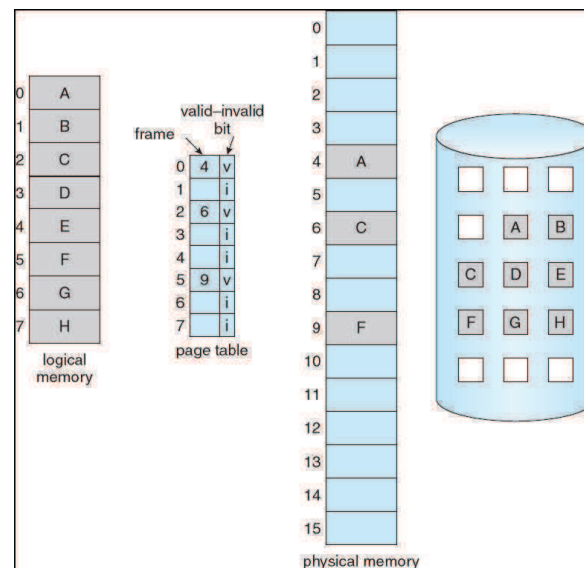 0 A
1 B
2 C
3 D
4 E
5 F
6 G
7 H
logical
memory
valid–invalid
bit
frame
0 4 v
1 i
2 6 v
3 i
4 i
5 9 v
6 i
7 i
page table
0
1
2
3
4 A
5
6 C
7
8
9 F
10
11
12
13
14
15
physical memory
A B
C D E
F G H